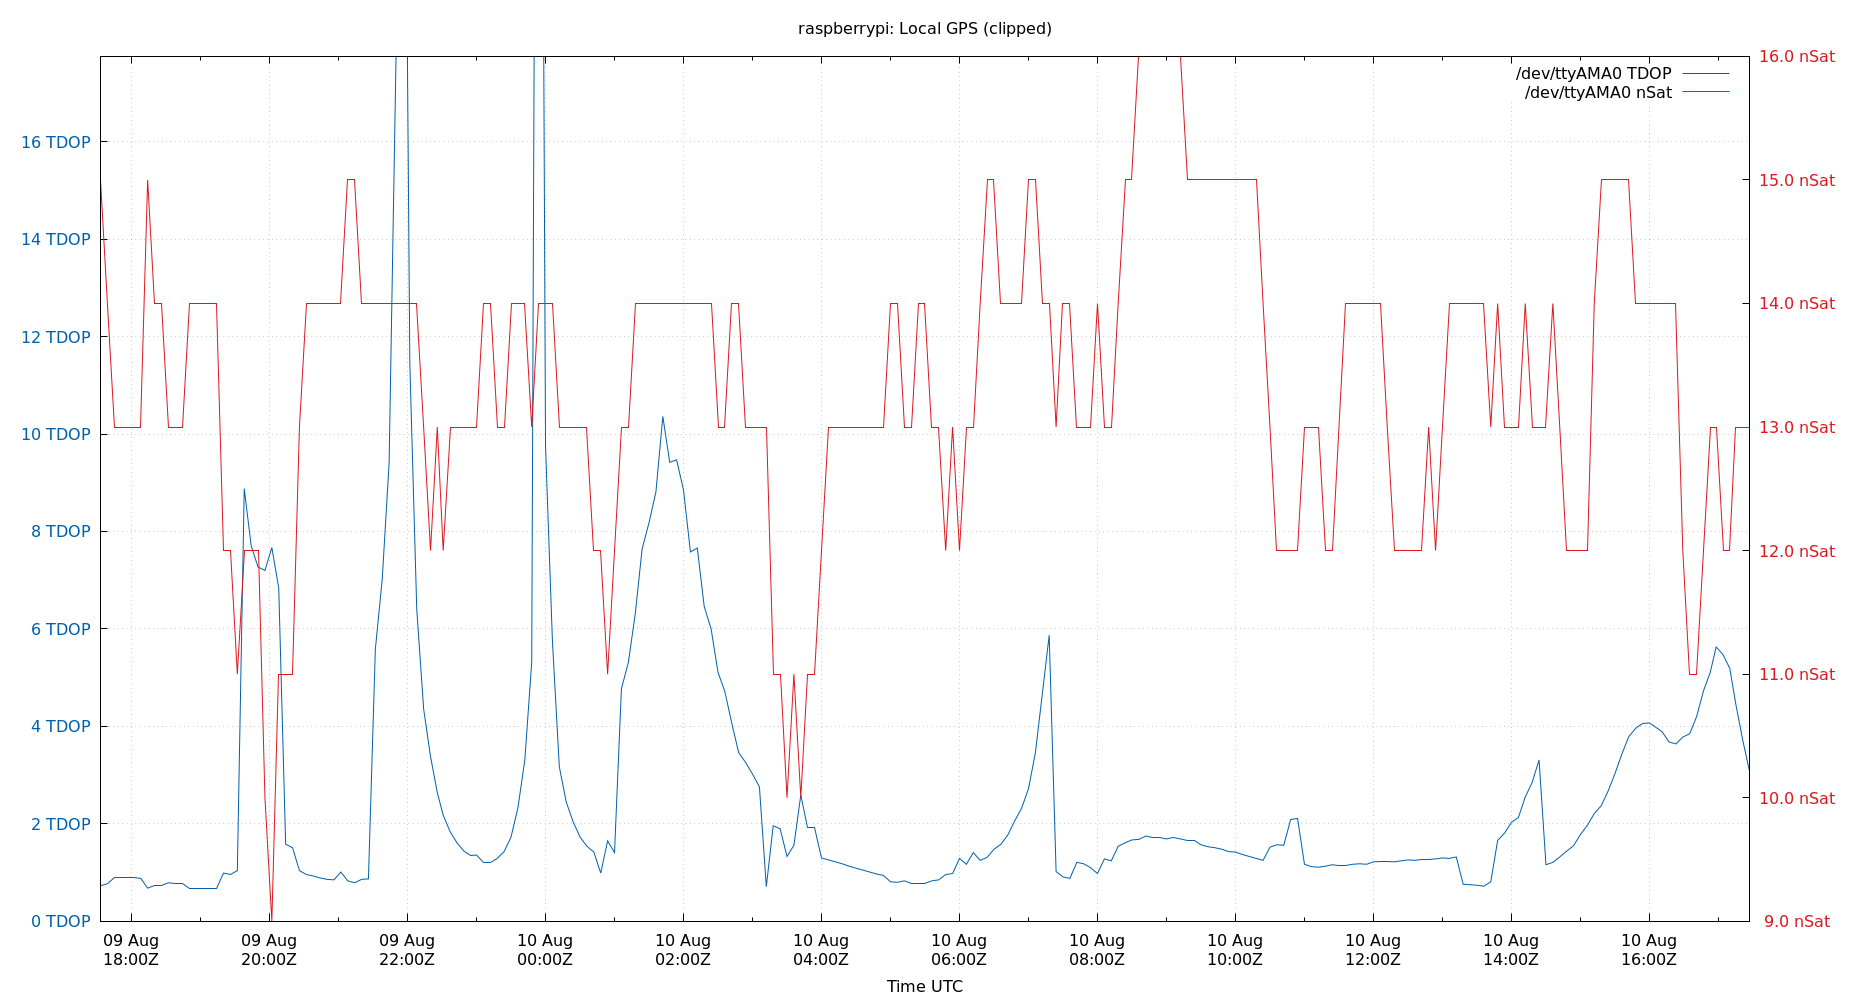 raspberrypi: Local GPS (clipped)
/dev/ttyAMA0 TDOP
/dev/ttyAMA0 nSat
16 TDOP
14 TDOP
12 TDOP
10 TDOP
8 TDOP
6 TDOP
4 TDOP
2 TDOP
0 TDOP
16.0 nSat
15.0 nSat
14.0 nSat
13.0 nSat
12.0 nSat
11.0 nSat
10.0 nSat
9.0 nSat
09 Aug
18:00Z
09 Aug
20:00Z
09 Aug
22:00Z
10 Aug
00:00Z
10 Aug
02:00Z
10 Aug
04:00Z
10 Aug
06:00Z
10 Aug
08:00Z
10 Aug
10:00Z
10 Aug
12:00Z
10 Aug
14:00Z
10 Aug
16:00Z
Time UTC